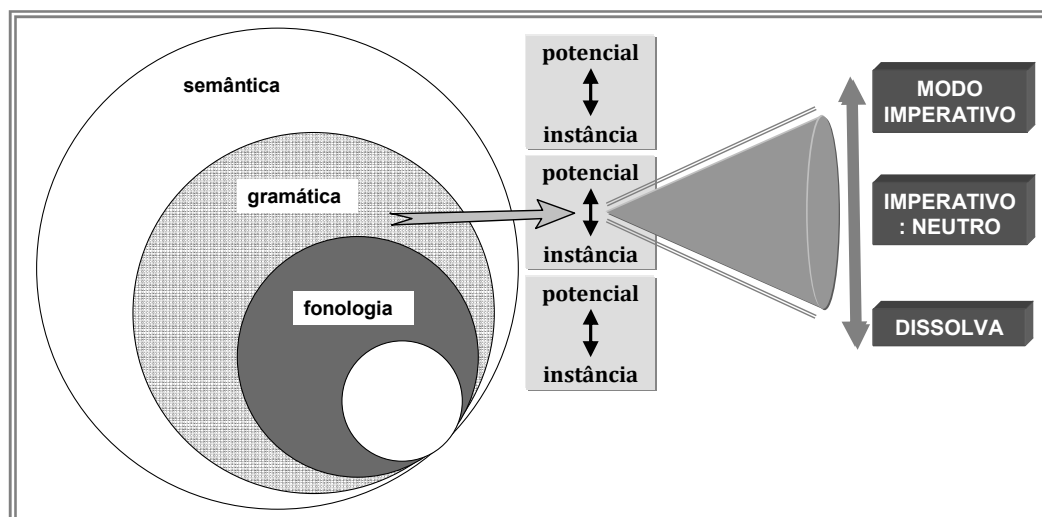 semântica
gramática
fonologia
potencial
instância
potencial
instância
potencial
instância
MODO
IMPERATIVO
IMPERATIVO
: NEUTRO
DISSOLVA